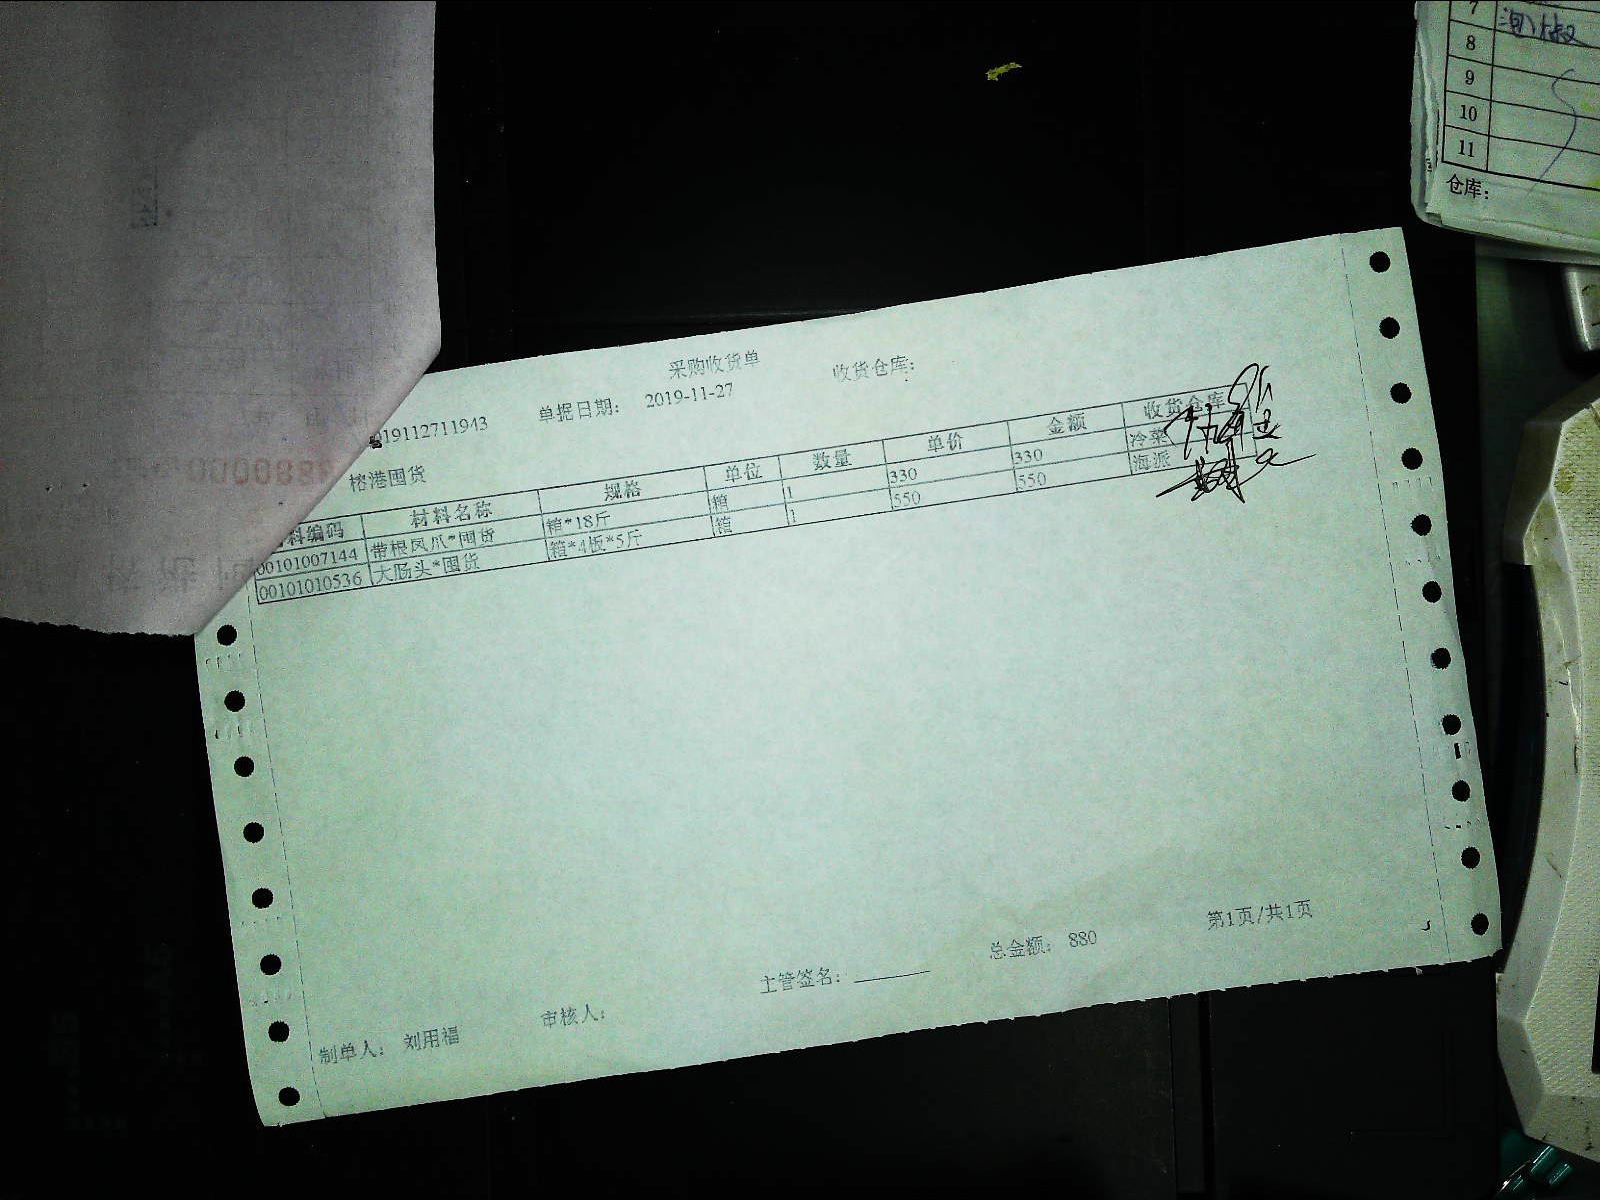 采购收货单
19112711943 单据日期: 2019-11-27 收货仓库:
榕港囤货
料编码 材料名称 规格 单位 数量 单价 金额 收货仓库
00101007144 带根凤爪*囤货 箱*18斤 箱 1 330 330 冷菜
00101010536 大肠头*囤货 箱*4板*5斤 箱 1 550 550 海派
制单人: 刘用福 审核人: 主管签名: 总金额: 880 第1页/共1页
7
8
9
10
11
仓库: